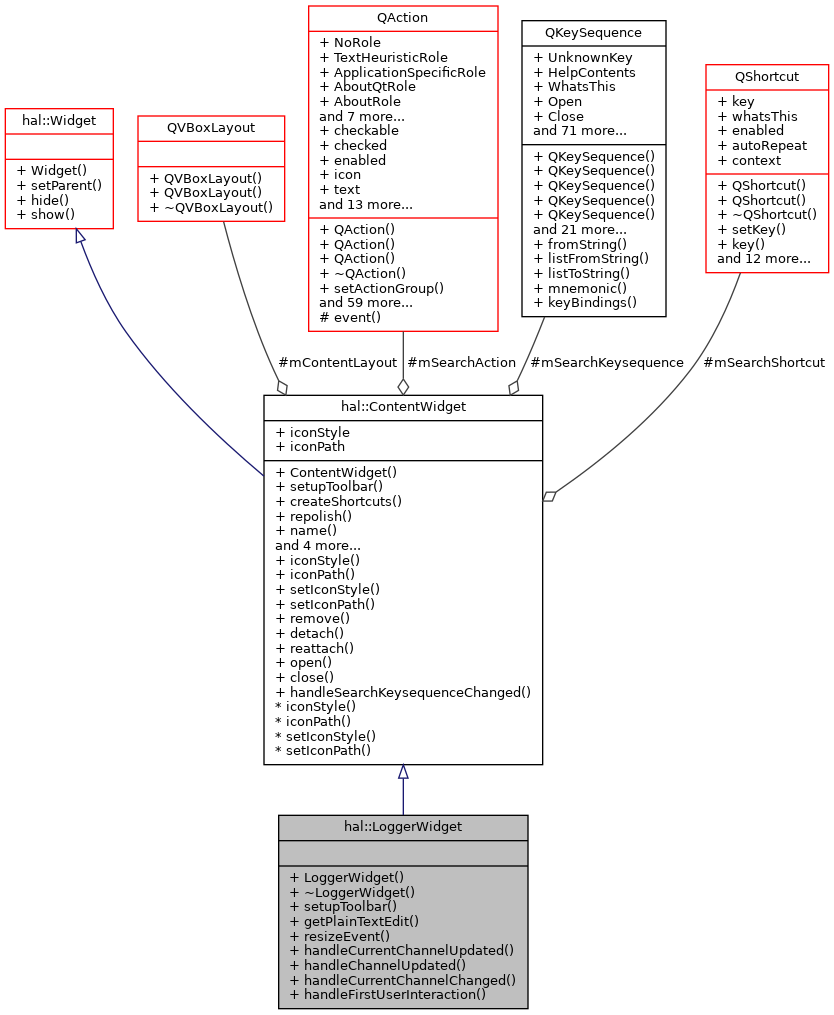 hal::Widget
+ Widget()
+ setParent()
+ hide()
+ show()
QVBoxLayout
+ QVBoxLayout()
+ QVBoxLayout()
+ ~QVBoxLayout()
QAction
+ NoRole
+ TextHeuristicRole
+ ApplicationSpecificRole
+ AboutQtRole
+ AboutRole
and 7 more...
+ checkable
+ checked
+ enabled
+ icon
+ text
and 13 more...
+ QAction()
+ QAction()
+ QAction()
+ ~QAction()
+ setActionGroup()
and 59 more...
# event()
QKeySequence
+ UnknownKey
+ HelpContents
+ WhatsThis
+ Open
+ Close
and 71 more...
+ QKeySequence()
+ QKeySequence()
+ QKeySequence()
+ QKeySequence()
+ QKeySequence()
and 21 more...
+ fromString()
+ listFromString()
+ listToString()
+ mnemonic()
+ keyBindings()
QShortcut
+ key
+ whatsThis
+ enabled
+ autoRepeat
+ context
+ QShortcut()
+ QShortcut()
+ ~QShortcut()
+ setKey()
+ key()
and 12 more...
#mContentLayout
#mSearchAction
#mSearchKeysequence
#mSearchShortcut
hal::ContentWidget
+ iconStyle
+ iconPath
+ ContentWidget()
+ setupToolbar()
+ createShortcuts()
+ repolish()
+ name()
and 4 more...
+ iconStyle()
+ iconPath()
+ setIconStyle()
+ setIconPath()
+ remove()
+ detach()
+ reattach()
+ open()
+ close()
+ handleSearchKeysequenceChanged()
* iconStyle()
* iconPath()
* setIconStyle()
* setIconPath()
hal::LoggerWidget
+ LoggerWidget()
+ ~LoggerWidget()
+ setupToolbar()
+ getPlainTextEdit()
+ resizeEvent()
+ handleCurrentChannelUpdated()
+ handleChannelUpdated()
+ handleCurrentChannelChanged()
+ handleFirstUserInteraction()